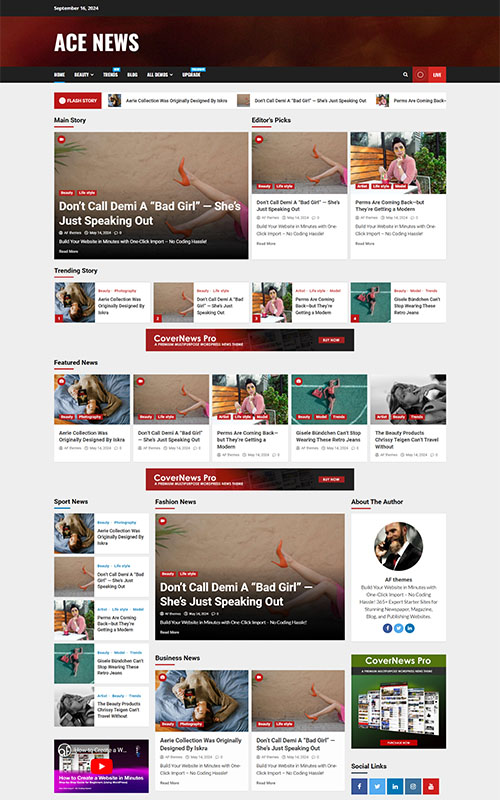 September 16, 2024
ACE NEWS
HOME BEAUTY TRENDS BLOG ALL DEMOS UPGRADE LIVE
FLASH STORY Aerie Collection Was Originally Designed By Iskra Don't Call Demi A "Bad Girl" — She's Just Speaking Out Perms Are Coming Back—
Main Story
Beauty Life style
Don't Call Demi A "Bad Girl" — She's
Just Speaking Out
AF themes May 14, 2024 0
Build Your Website in Minutes with One-Click Import – No Coding Hassle!
Read More
Editor's Picks
Beauty Life style
Don't Call Demi A "Bad
Girl" — She's Just
Speaking Out
AF themes May 14, 2024 0
Build Your Website in Minutes
with One-Click Import – No
Coding Hassle!
Read More
Artist Life style Model
Perms Are Coming Back—but
They're Getting a Modern
AF themes May 14, 2024 0
Build Your Website in Minutes
with One-Click Import – No
Coding Hassle!
Read More
Trending Story
1
Beauty Photography
Aerie Collection Was
Originally Designed
By Iskra
2
Beauty Life style
Don't Call Demi A "Bad
Girl" — She's Just
Speaking Out
3
Artist Life style Model
Perms Are Coming
Back—but They're
Getting a Modern
4
Beauty Model Trends
Gisele Bündchen Can't
Stop Wearing These
Retro Jeans
CoverNews Pro
A PREMIUM MULTIPURPOSE WORDPRESS NEWS THEME
BUY NOW
Featured News
Beauty Photography
Aerie Collection Was
Originally Designed By Iskra
AF themes May 14, 2024 0
Beauty Life style
Don't Call Demi A "Bad
Girl" — She's Just Speaking
Out
AF themes May 14, 2024 0
Artist Life style Model
Perms Are Coming Back—
but They're Getting a
Modern
AF themes May 14, 2024 0
Beauty Model Trends
Gisele Bündchen Can't Stop
Wearing These Retro Jeans
AF themes May 14, 2024 0
Artist Beauty Trends
The Beauty Products
Chrissy Teigen Can't Travel
Without
AF themes May 14, 2024 0
CoverNews Pro
A PREMIUM MULTIPURPOSE WORDPRESS NEWS THEME
BUY NOW
Sport News
Beauty Photography
Aerie Collection Was
Originally Designed
By Iskra
Beauty Life style
Don't Call Demi A "Bad
Girl" — She's Just
Speaking Out
Artist Life style Model
Perms Are Coming
Back—but They're
Getting a Modern
Beauty Model Trends
Gisele Bündchen Can't
Stop Wearing These
Retro Jeans
Artist Beauty Trends
The Beauty Products
Chrissy Teigen Can't
Travel Without
How to Create a W...
How to Create a Website in Minutes
Fashion News
Beauty Life style
Don't Call Demi A "Bad Girl" —
She's Just Speaking Out
AF themes May 14, 2024 0
Build Your Website in Minutes with One-Click Import – No Coding Hassle!
Read More
Business News
Beauty Photography
Aerie Collection Was Originally
Designed By Iskra
AF themes May 14, 2024 0
Build Your Website in Minutes with
One-Click Import – No Coding
Hassle!
Beauty Life style
Don't Call Demi A "Bad Girl" —
She's Just Speaking Out
AF themes May 14, 2024 0
Build Your Website in Minutes with
One-Click Import – No Coding
Hassle!
About The Author
AF themes
Build Your Website in Minutes with
One-Click Import – No Coding
Hassle! 365+ Expert Starter Sites for
Stunning Newspaper, Magazine,
Blog, and Publishing Websites.
CoverNews Pro
A PREMIUM MULTIPURPOSE WORDPRESS NEWS THEME
PURCHASE NOW
Social Links